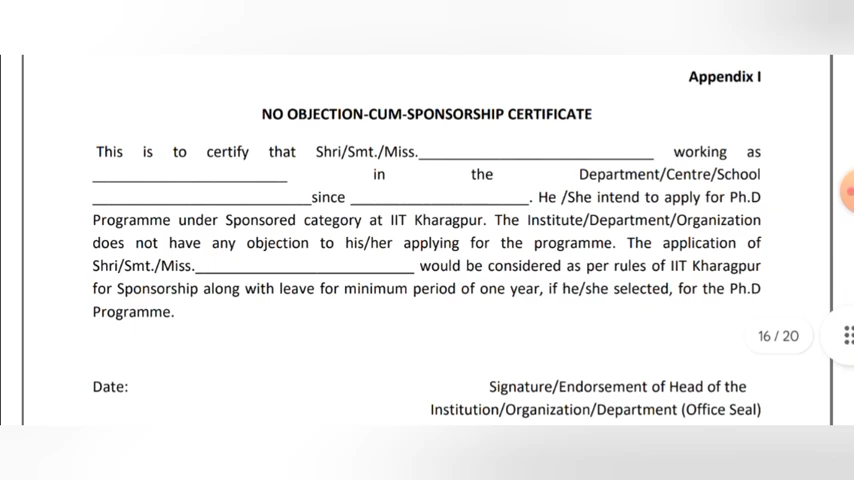 Appendix I
NO OBJECTION-CUM-SPONSORSHIP CERTIFICATE
This is to certify that Shri/Smt./Miss.______________________________ working as
_________________________ in the Department/Centre/School
____________________________since _______________________. He /She intend to apply for Ph.D
Programme under Sponsored category at IIT Kharagpur. The Institute/Department/Organization
does not have any objection to his/her applying for the programme. The application of
Shri/Smt./Miss.____________________________ would be considered as per rules of IIT Kharagpur
for Sponsorship along with leave for minimum period of one year, if he/she selected, for the Ph.D
Programme.
16 / 20
Date:
Signature/Endorsement of Head of the
Institution/Organization/Department (Office Seal)